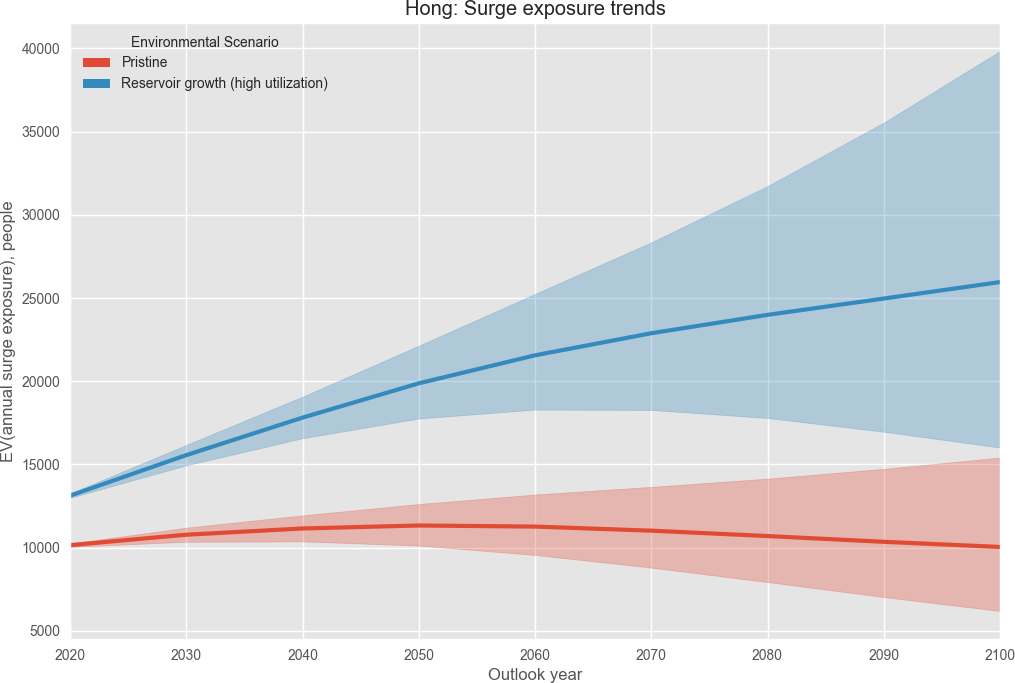 Hong: Surge exposure trends
Environmental Scenario
Pristine
Reservoir growth (high utilization)
EV(annual surge exposure), people
40000
35000
30000
25000
20000
15000
10000
5000
2020 2030 2040 2050 2060 2070 2080 2090 2100
Outlook year